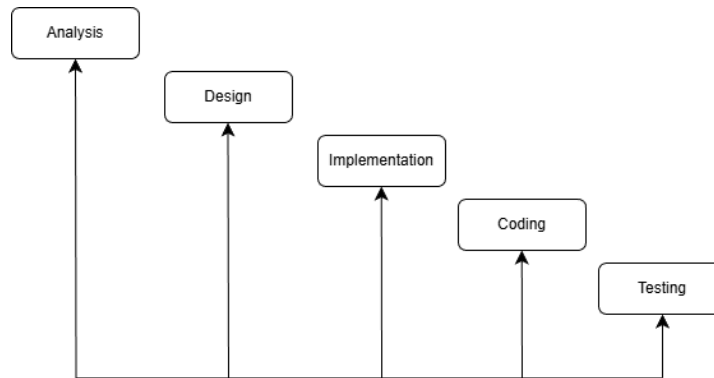 Analysis
Design
Implementation
Coding
Testing